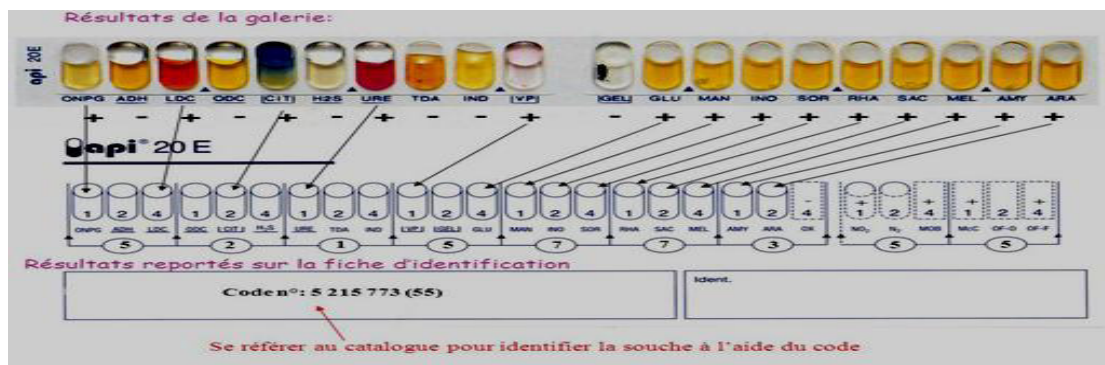 Résultats de la galerie:
api 20E
ONPG ADH LDC ODC |CIT| H2S URE TDA IND |VP| |GEL| GLU MAN INO SOR RHA SAC MEL AMY ARA
+ - + - + - + - - + - + + + + + + + + +
api® 20 E
1 2 4 1 2 4 1 2 4 1 2 4 1 2 4 1 2 4 1 2 - 4 + 1 + 2 + 4 + 1 2 + 4
ONPG ADH LDC ODC |CIT| H2S URE TDA IND |VP| |GEL| GLU MAN INO SOR RHA SAC MEL AMY ARA OX NO2 N2 MOB McC OF-O OF-F
5 2 1 5 7 7 3 5 5
Résultats reportés sur la fiche d'identification
Code n°: 5 215 773 (55)
Ident.
Se référer au catalogue pour identifier la souche à l'aide du code